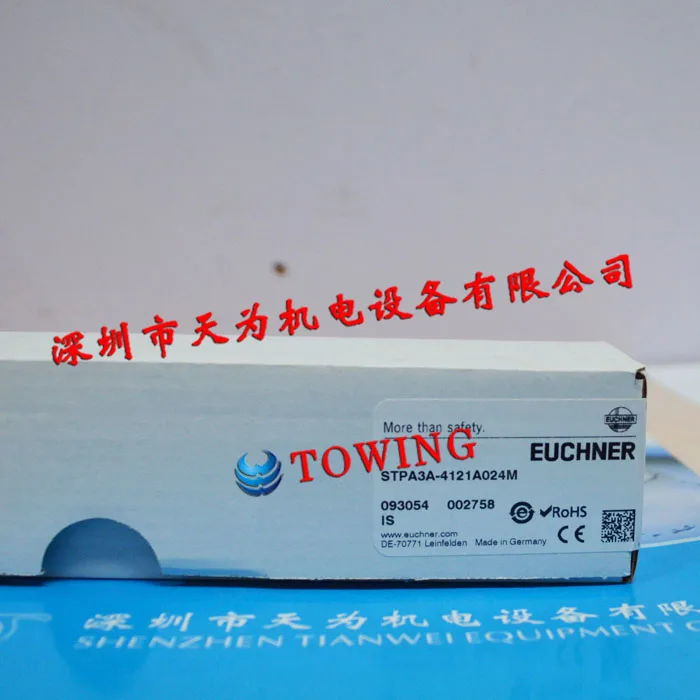 深圳市天为机电设备有限公司
More than safety.
EUCHNER
EUCHNER
TOWING
STPA3A-4121A024M
093054 002758
IS
RoHS
CE
www.euchner.com
DE-70771 Leinfelden Made in Germany
深圳市天为机电设备有限
SHENZHEN TIANWEI EQUIPMENT C